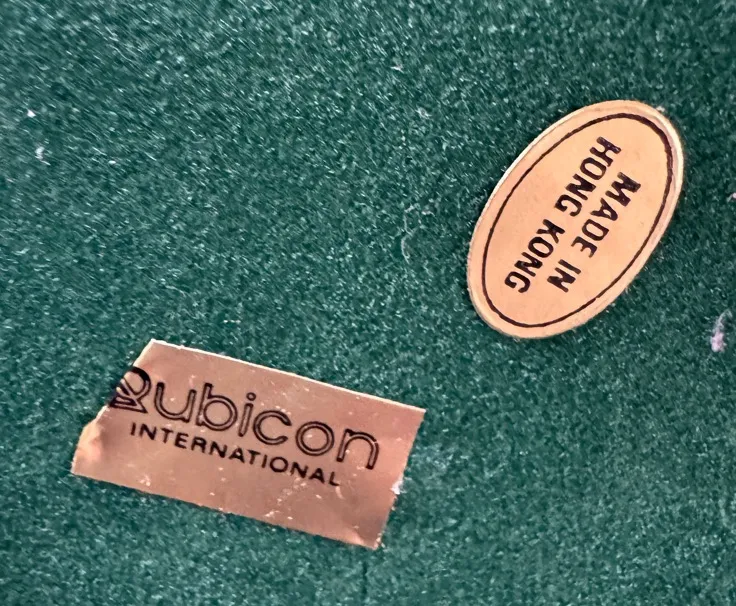 MADE IN
HONG KONG
Rubicon
INTERNATIONAL